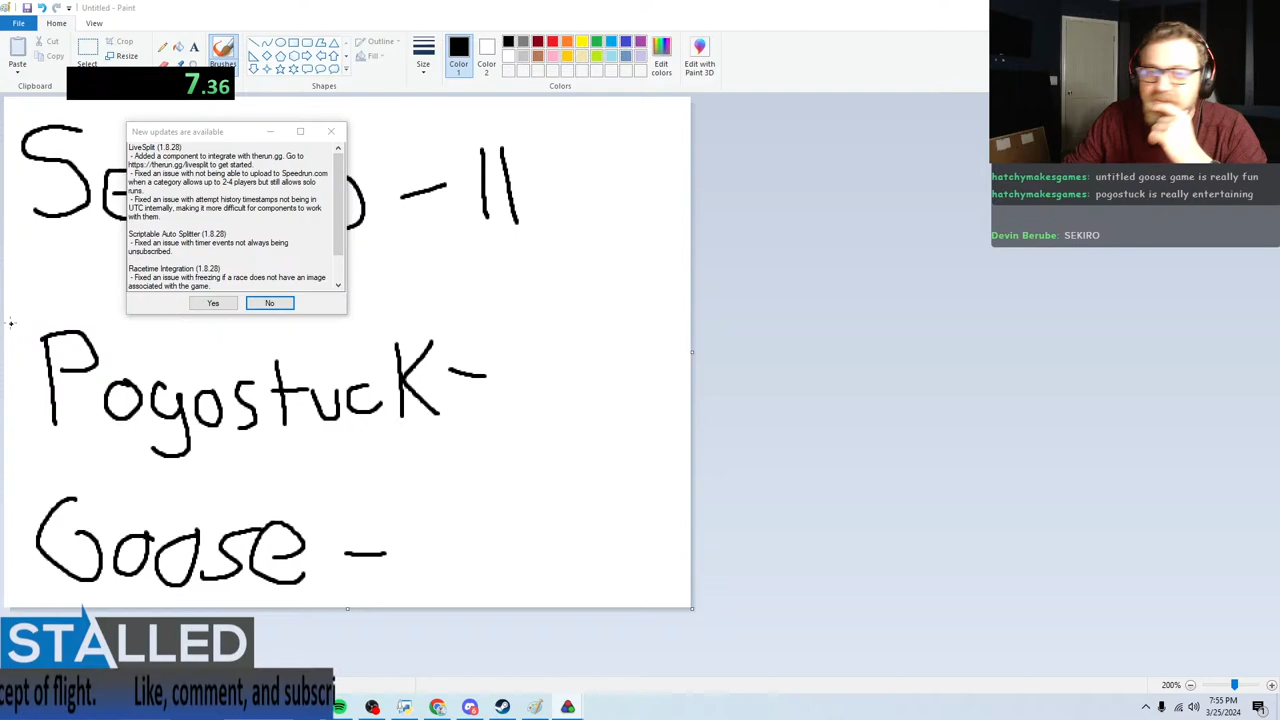 Untitled - Paint
File
Home
View
Paste
Cut
Copy
Clipboard
Select
Crop
Resize
Brushes
Outline
Fill
Shapes
Size
Color 1
Color 2
Edit colors
Edit with Paint 3D
Colors
7.36
New updates are available
LiveSplit (1.8.28)
- Added a component to integrate with therun.gg. Go to
https://therun.gg/livesplit to get started.
- Fixed an issue with not being able to upload to Speedrun.com
when a category allows up to 2-4 players but still allows solo
runs.
- Fixed an issue with attempt history timestamps not being in
UTC internally, making it more difficult for components to work
with them.
Scriptable Auto Splitter (1.8.28)
- Fixed an issue with timer events not always being
unsubscribed.
Racetime Integration (1.8.28)
- Fixed an issue with freezing if a race does not have an image
associated with the game.
Yes
No
- 11
Pogostuck -
Goose -
hatchymakesgames: untitled goose game is really fun
hatchymakesgames: pogostuck is really entertaining
Devin Berube: SEKIRO
STALLED
cept of flight. Like, comment, and subscri
200%
7:55 PM
3/25/2024